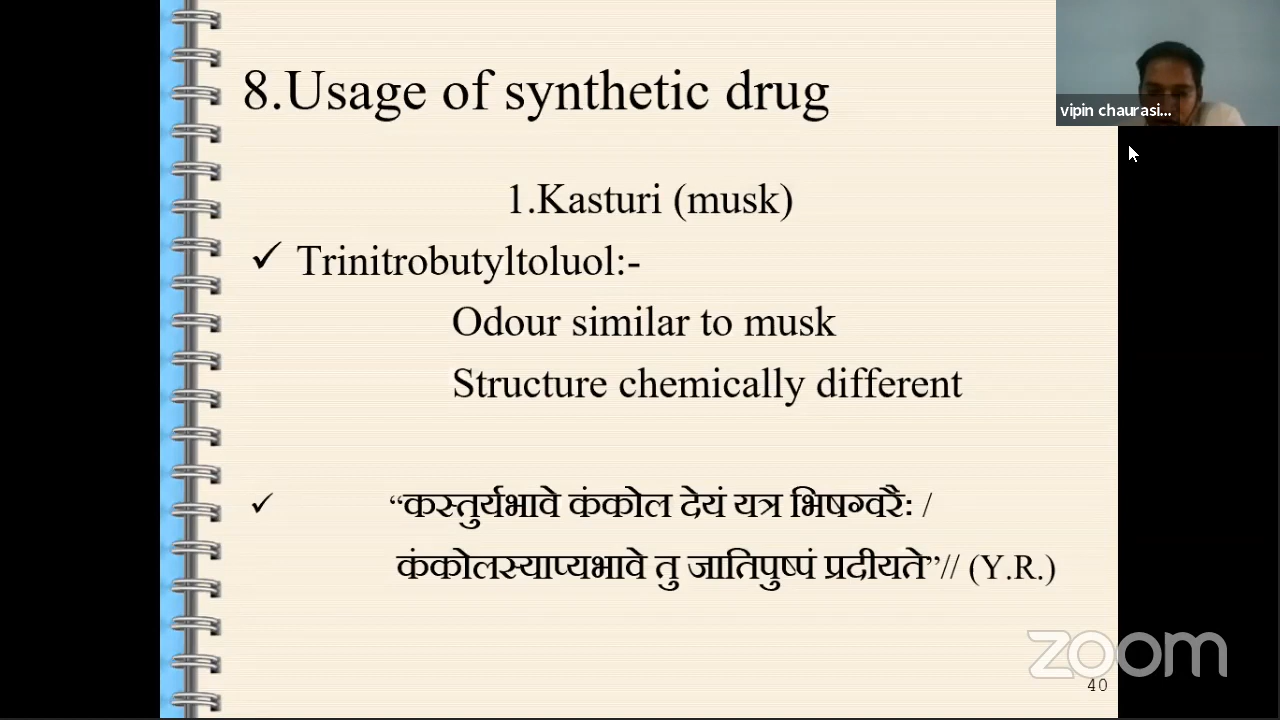 8.Usage of synthetic drug
vipin chaurasi...
1.Kasturi (musk)
✓ Trinitrobutyltoluol:-
Odour similar to musk
Structure chemically different
✓ “कस्तुर्यभावे कंकोल देयं यत्र भिषग्वरैः /
कंकोलस्याप्यभावे तु जातिपुष्पं प्रदीयते”// (Y.R.)
zoom
40